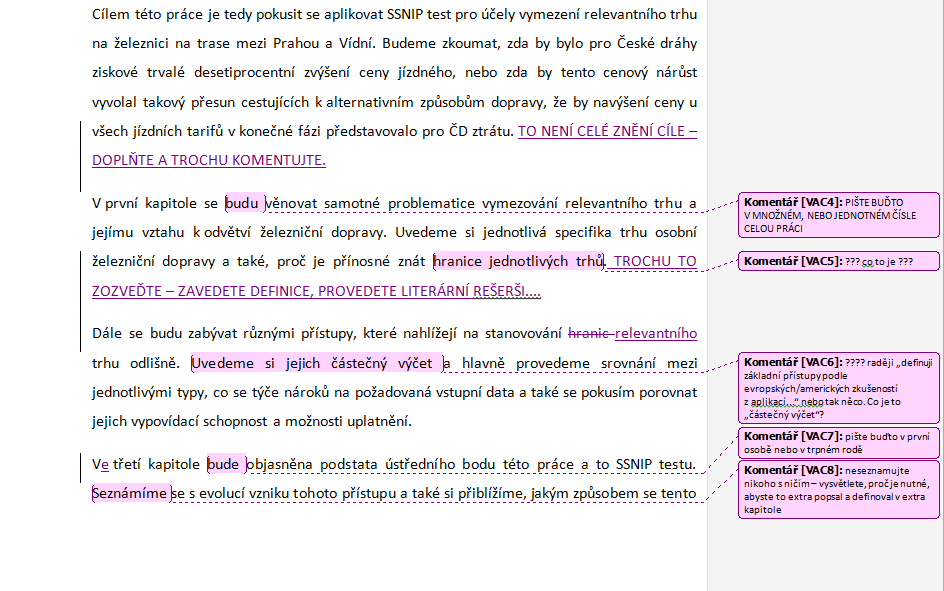 Cílem této práce je tedy pokusit se aplikovat SSNIP test pro účely vymezení relevantního trhu
na železnici na trase mezi Prahou a Vídní. Budeme zkoumat, zda by bylo pro České dráhy
ziskové trvalé desetiprocentní zvýšení ceny jízdného, nebo zda by tento cenový nárůst
vyvolal takový přesun cestujících k alternativním způsobům dopravy, že by navýšení ceny u
všech jízdních tarifů v konečné fázi představovalo pro ČD ztrátu. TO NENÍ CELÉ ZNĚNÍ CÍLE –
DOPLŇTE A TROCHU KOMENTUJTE.
V první kapitole se budu věnovat samotné problematice vymezování relevantního trhu a
jejímu vztahu k odvětví železniční dopravy. Uvedeme si jednotlivá specifika trhu osobní
železniční dopravy a také, proč je přínosné znát hranice jednotlivých trhů. TROCHU TO
ZOZVEĎTE – ZAVEDETE DEFINICE, PROVEDETE LITERÁRNÍ REŠERŠI....
Dále se budu zabývat různými přístupy, které nahlížejí na stanovování hranic relevantního
trhu odlišně. Uvedeme si jejich částečný výčet a hlavně provedeme srovnání mezi
jednotlivými typy, co se týče nároků na požadovaná vstupní data a také se pokusím porovnat
jejich vypovídací schopnost a možnosti uplatnění.
Ve třetí kapitole bude objasněna podstata ústředního bodu této práce a to SSNIP testu.
Seznámíme se s evolucí vzniku tohoto přístupu a také si přiblížíme, jakým způsobem se tento
Komentář [VAC4]: PIŠTE BUĎTO
V MNOŽNÉM, NEBO JEDNOTNÉM ČÍSLE
CELOU PRÁCI
Komentář [VAC5]: ??? co to je ???
Komentář [VAC6]: ???? raději „definuji
základní přístupy podle
evropských/amerických zkušeností
z aplikací...“ nebo tak něco. Co je to
„částečný výčet“?
Komentář [VAC7]: pište buďto v první
osobě nebo v trpném rodě
Komentář [VAC8]: neseznamujte
nikoho s ničím – vysvětlete, proč je nutné,
abyste to extra popsal a definoval v extra
kapitole